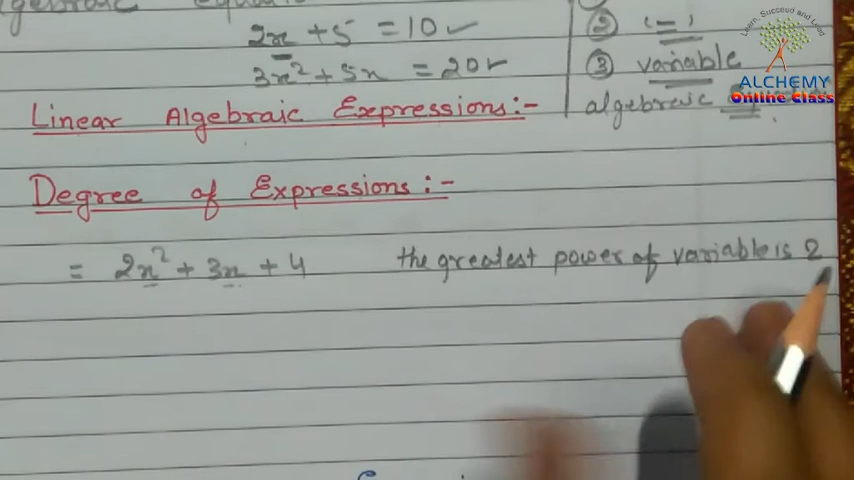 2x + 5 = 10 ✓
3x² + 5x = 20 ✓
② (=)
③ variable
algebraic
Linear Algebraic Expressions:-
Degree of Expressions:-
= 2x² + 3x + 4 the greatest power of variable is 2
Learn, Succeed and Lead
ALCHEMY
Online Class